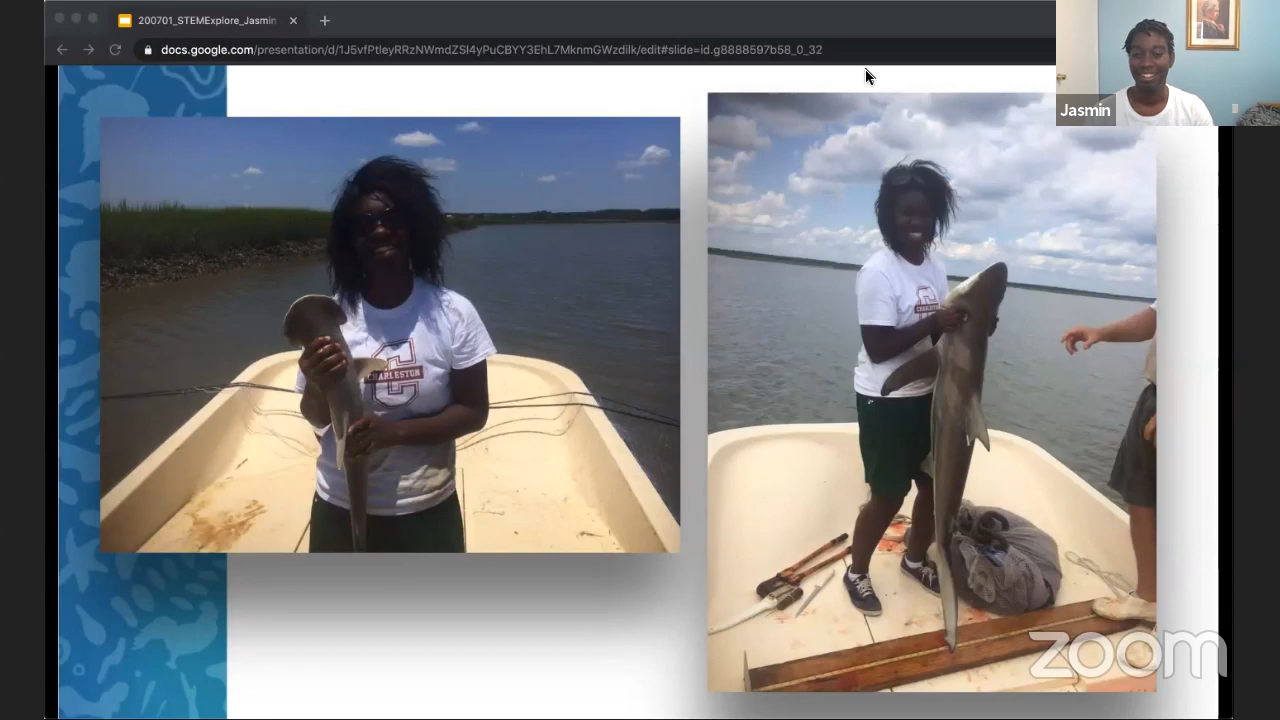 200701_STEMExplore_Jasmin
docs.google.com/presentation/d/1J5vfPtleyRRzNWmdZSl4yPuCBYY3EhL7MknmGWzdilk/edit#slide=id.g8888597b58_0_32
Jasmin
CHARLESTON
zoom